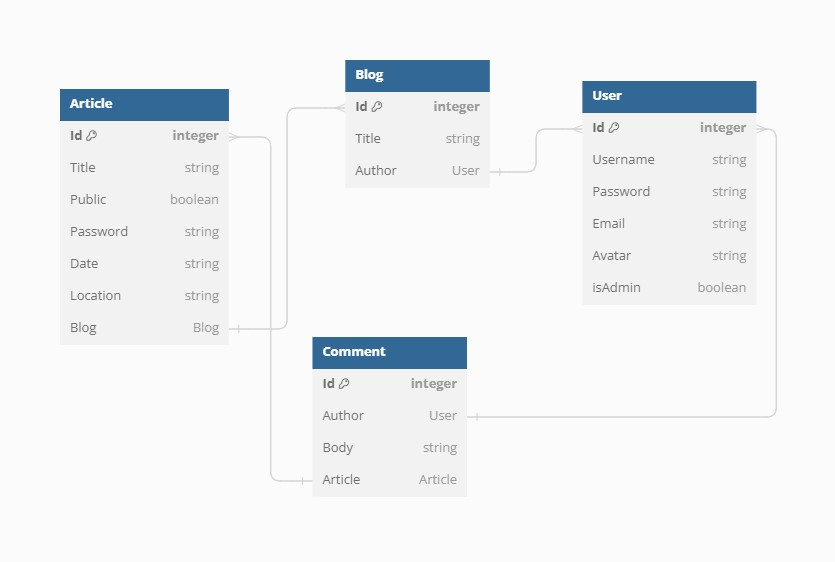 Article
Id integer
Title string
Public boolean
Password string
Date string
Location string
Blog Blog
Blog
Id integer
Title string
Author User
User
Id integer
Username string
Password string
Email string
Avatar string
isAdmin boolean
Comment
Id integer
Author User
Body string
Article Article